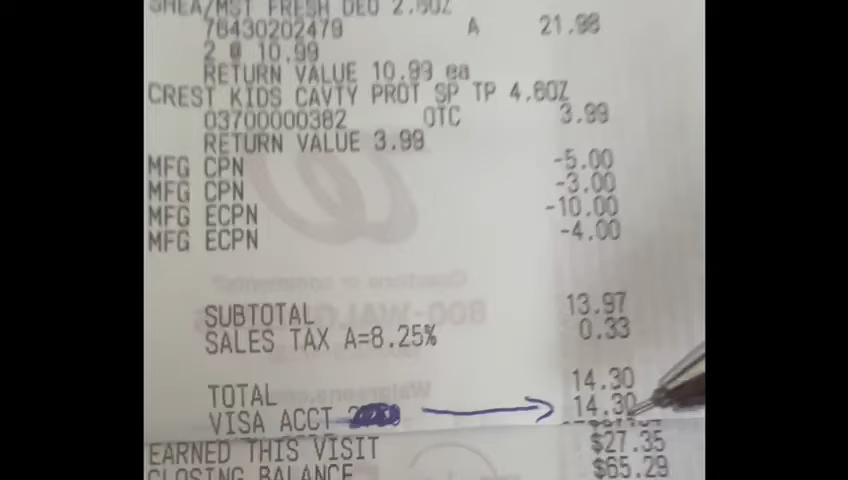 SHEA/MST FRESH DEO 2.60Z
76430202479 A 21.98
2 @ 10.99
RETURN VALUE 10.99 ea
CREST KIDS CAVTY PROT SP TP 4.60Z
03700000382 OTC 3.99
RETURN VALUE 3.99
MFG CPN -5.00
MFG CPN -3.00
MFG ECPN -10.00
MFG ECPN -4.00
SUBTOTAL 13.97
SALES TAX A=8.25% 0.33
TOTAL 14.30
VISA ACCT 14.30
EARNED THIS VISIT $27.35
CLOSING BALANCE $65.29